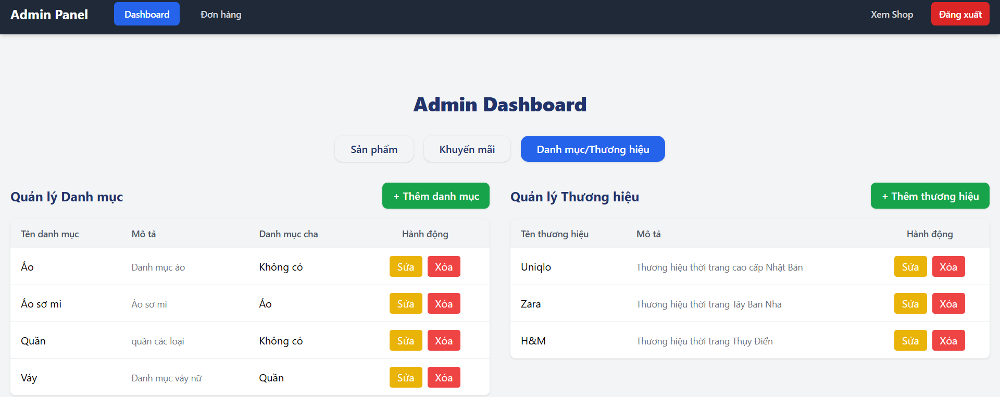 Admin Panel Dashboard Đơn hàng Xem Shop Đăng xuất
Admin Dashboard
Sản phẩm Khuyến mãi Danh mục/Thương hiệu
Quản lý Danh mục + Thêm danh mục
Tên danh mục Mô tả Danh mục cha Hành động
Áo Danh mục áo Không có Sửa Xóa
Áo sơ mi Áo sơ mi Áo Sửa Xóa
Quần quần các loại Không có Sửa Xóa
Váy Danh mục váy nữ Quần Sửa Xóa
Quản lý Thương hiệu + Thêm thương hiệu
Tên thương hiệu Mô tả Hành động
Uniqlo Thương hiệu thời trang cao cấp Nhật Bản Sửa Xóa
Zara Thương hiệu thời trang Tây Ban Nha Sửa Xóa
H&M Thương hiệu thời trang Thụy Điển Sửa Xóa